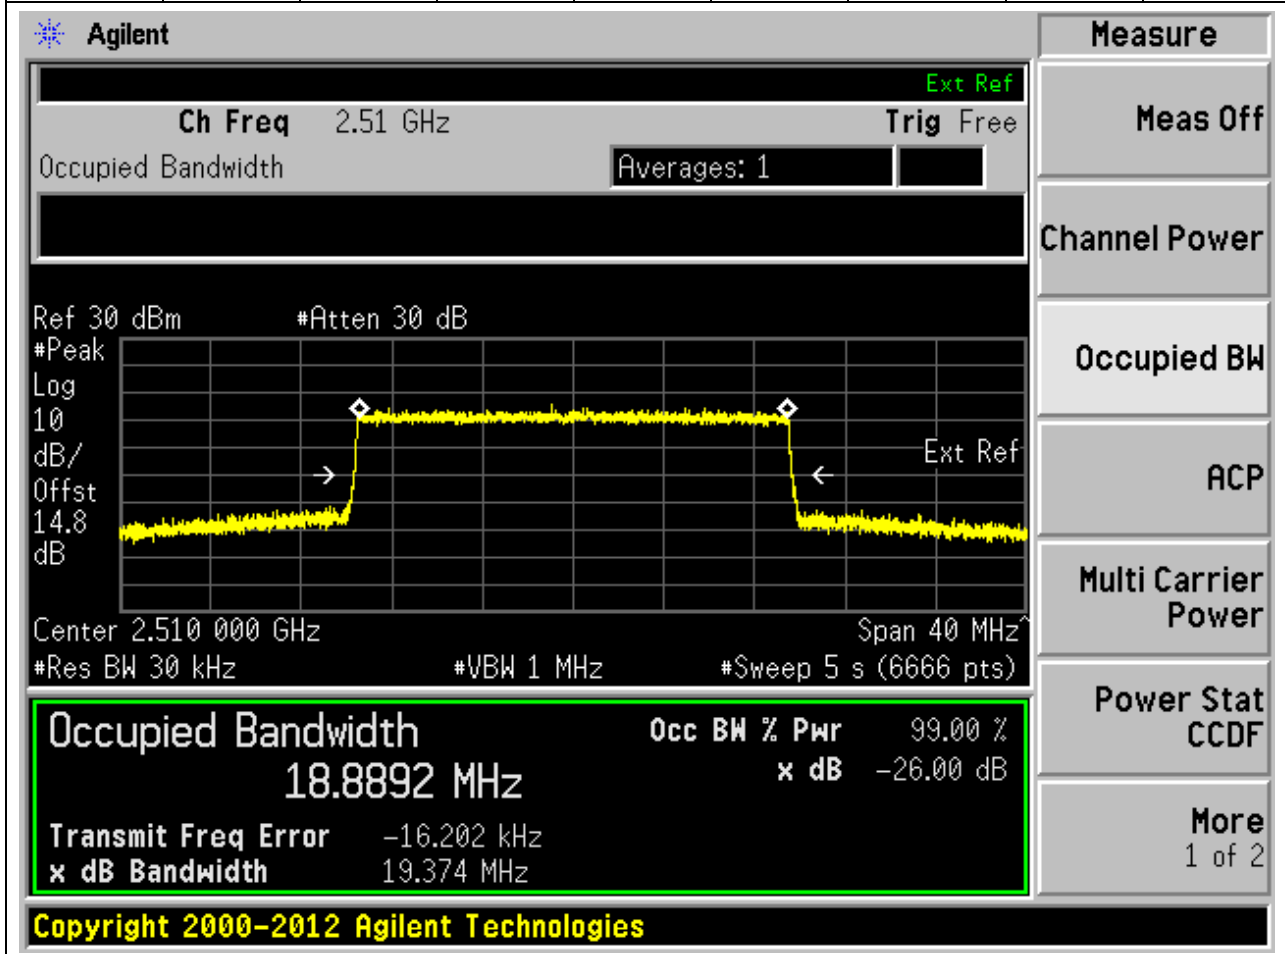 Agilent
Measure
Ext Ref
Ch Freq 2.51 GHz Trig Free
Meas Off
Occupied Bandwidth Averages: 1
Channel Power
Ref 30 dBm #Atten 30 dB
#Peak
Log
10
dB/
Offst
14.8
dB
Ext Ref
Occupied BW
ACP
Center 2.510 000 GHz Span 40 MHz^
#Res BW 30 kHz #VBW 1 MHz #Sweep 5 s (6666 pts)
Multi Carrier
Power
Occupied Bandwidth Occ BW % Pwr 99.00 %
18.8892 MHz x dB -26.00 dB
Power Stat
CCDF
Transmit Freq Error -16.202 kHz
x dB Bandwidth 19.374 MHz
More
1 of 2
Copyright 2000-2012 Agilent Technologies